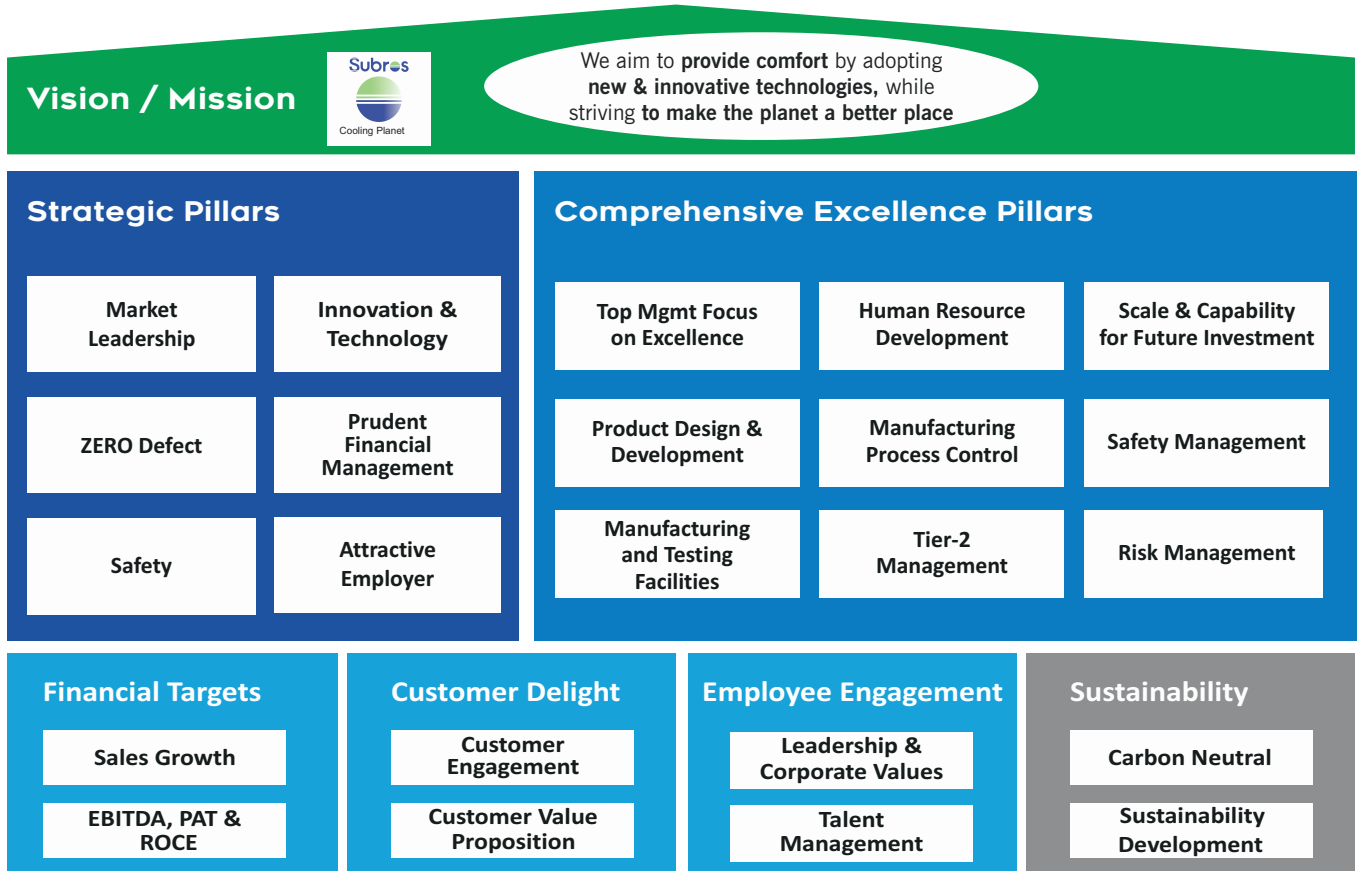 Vision / Mission
Subros
Cooling Planet
We aim to provide comfort by adopting
new & innovative technologies, while
striving to make the planet a better place
Strategic Pillars
Market
Leadership
Innovation &
Technology
ZERO Defect
Prudent
Financial
Management
Safety
Attractive
Employer
Comprehensive Excellence Pillars
Top Mgmt Focus
on Excellence
Human Resource
Development
Scale & Capability
for Future Investment
Product Design &
Development
Manufacturing
Process Control
Safety Management
Manufacturing
and Testing
Facilities
Tier-2
Management
Risk Management
Financial Targets
Sales Growth
EBITDA, PAT &
ROCE
Customer Delight
Customer
Engagement
Customer Value
Proposition
Employee Engagement
Leadership &
Corporate Values
Talent
Management
Sustainability
Carbon Neutral
Sustainability
Development